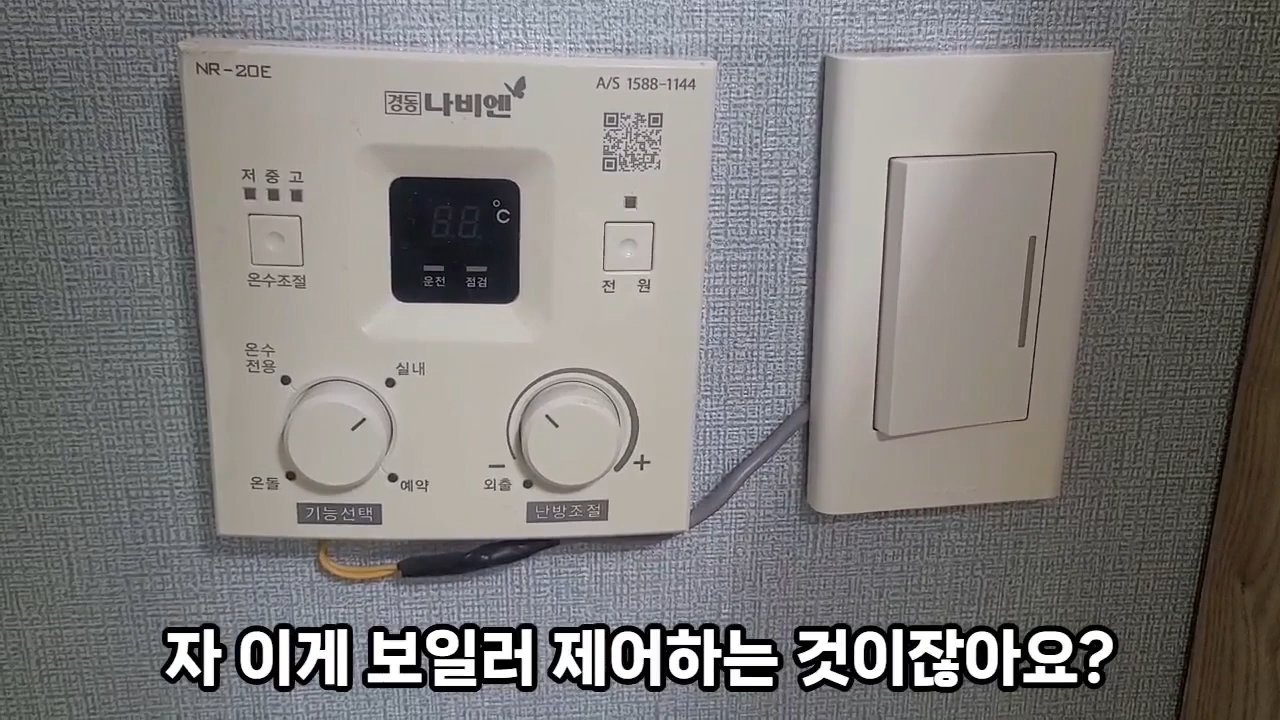 NR-20E
A/S 1588-1144
경동 나비엔
저 중 고
°C
운전 점검
온수조절
전 원
온수
전용
실내
온돌
예약
기능선택
- +
외출
난방조절
자 이게 보일러 제어하는 것이잖아요?